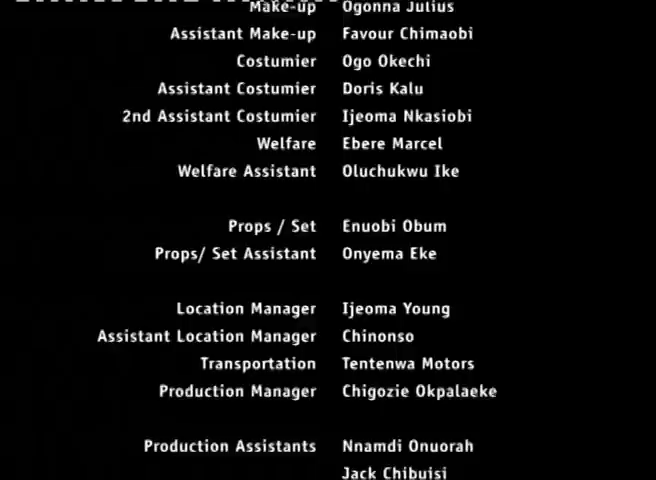 Make-up Ogonna Julius
Assistant Make-up Favour Chimaobi
Costumier Ogo Okechi
Assistant Costumier Doris Kalu
2nd Assistant Costumier Ijeoma Nkasiobi
Welfare Ebere Marcel
Welfare Assistant Oluchukwu Ike
Props / Set Enuobi Obum
Props/ Set Assistant Onyema Eke
Location Manager Ijeoma Young
Assistant Location Manager Chinonso
Transportation Tentenwa Motors
Production Manager Chigozie Okpalaeke
Production Assistants Nnamdi Onuorah
Jack Chibuisi